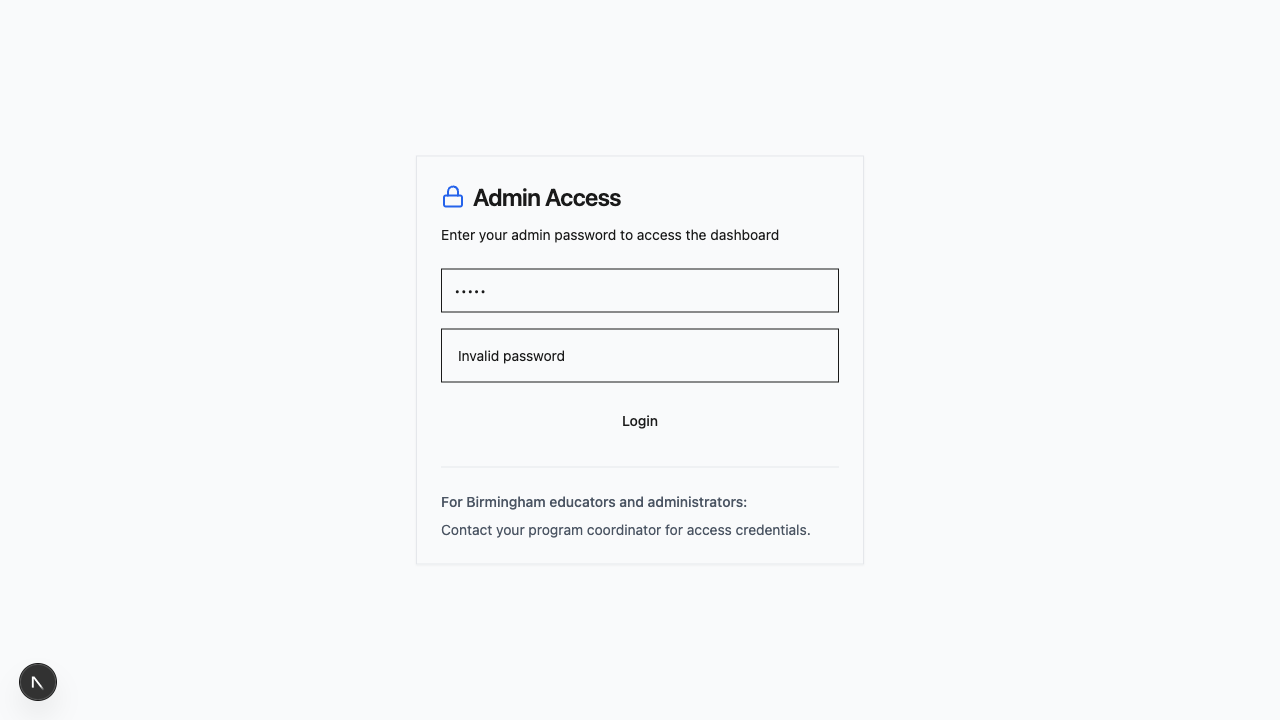 Admin Access
Enter your admin password to access the dashboard
•••••
Invalid password
Login
For Birmingham educators and administrators:
Contact your program coordinator for access credentials.